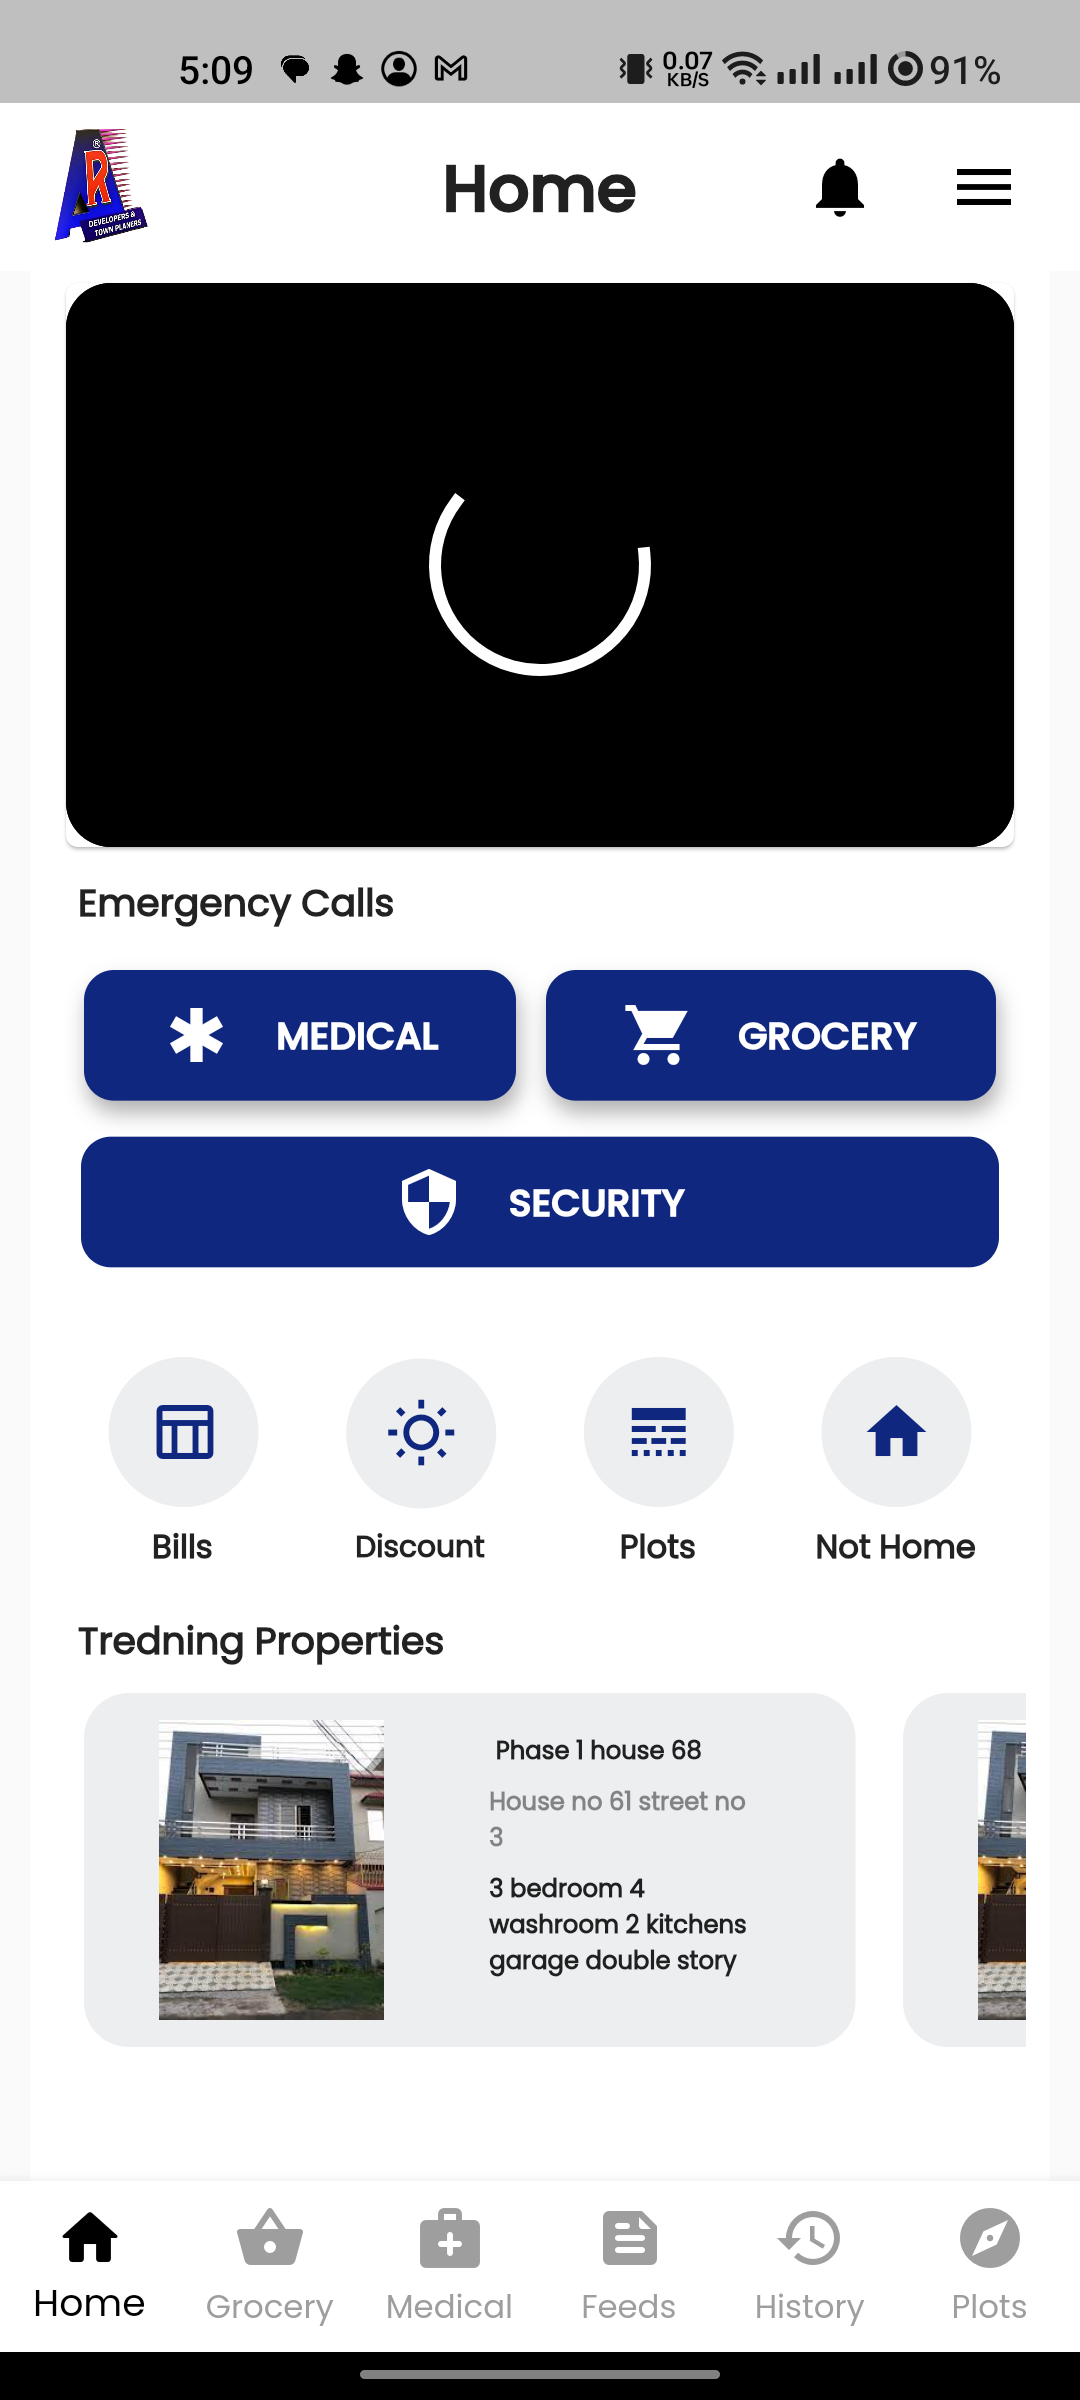 5:09
0.07
KB/S
91%
AR
®
DEVELOPERS &
TOWN PLANERS
Home
Emergency Calls
MEDICAL
GROCERY
SECURITY
Bills
Discount
Plots
Not Home
Tredning Properties
Phase 1 house 68
House no 61 street no
3
3 bedroom 4
washroom 2 kitchens
garage double story
Home
Grocery
Medical
Feeds
History
Plots